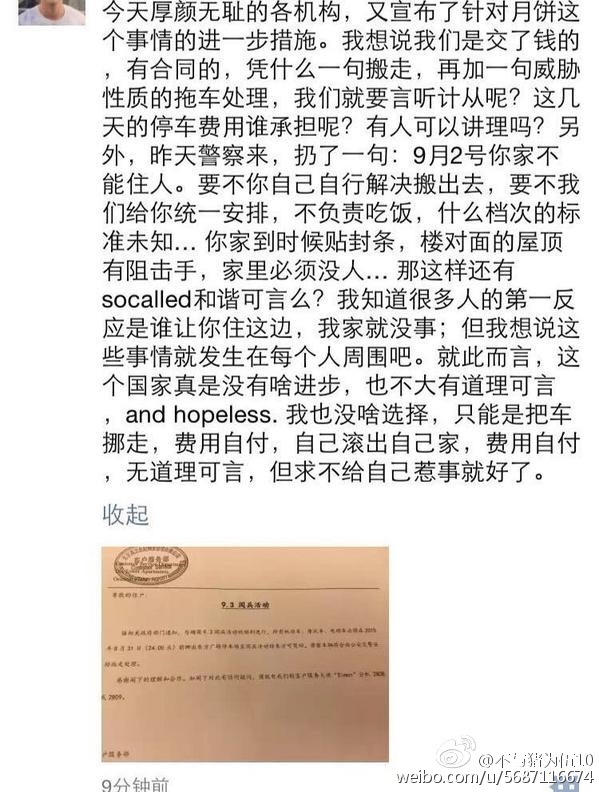 今天厚颜无耻的各机构，又宣布了针对月饼这
个事情的进一步措施。我想说我们是交了钱的
，有合同的，凭什么一句搬走，再加一句威胁
性质的拖车处理，我们就要言听计从呢？这几
天的停车费用谁承担呢？有人可以讲理吗？另
外，昨天警察来，扔了一句：9月2号你家不
能住人。要不你自己自行解决搬出去，要不我
们给你统一安排，不负责吃饭，什么档次的标
准未知... 你家到时候贴封条，楼对面的屋顶
有阻击手，家里必须没人... 那这样还有
socalled和谐可言么？我知道很多人的第一反
应是谁让你住这边，我家就没事；但我想说这
些事情就发生在每个人周围吧。就此而言，这
个国家真是没有啥进步，也不大有道理可言
，and hopeless. 我也没啥选择，只能是把车
挪走，费用自付，自己滚出自己家，费用自付
，无道理可言，但求不给自己惹事就好了。
收起
客户服务部
尊敬的住户：
9.3 阅兵活动
户服务部
9分钟前
@不与猪为伍10
weibo.com/u/5687116674